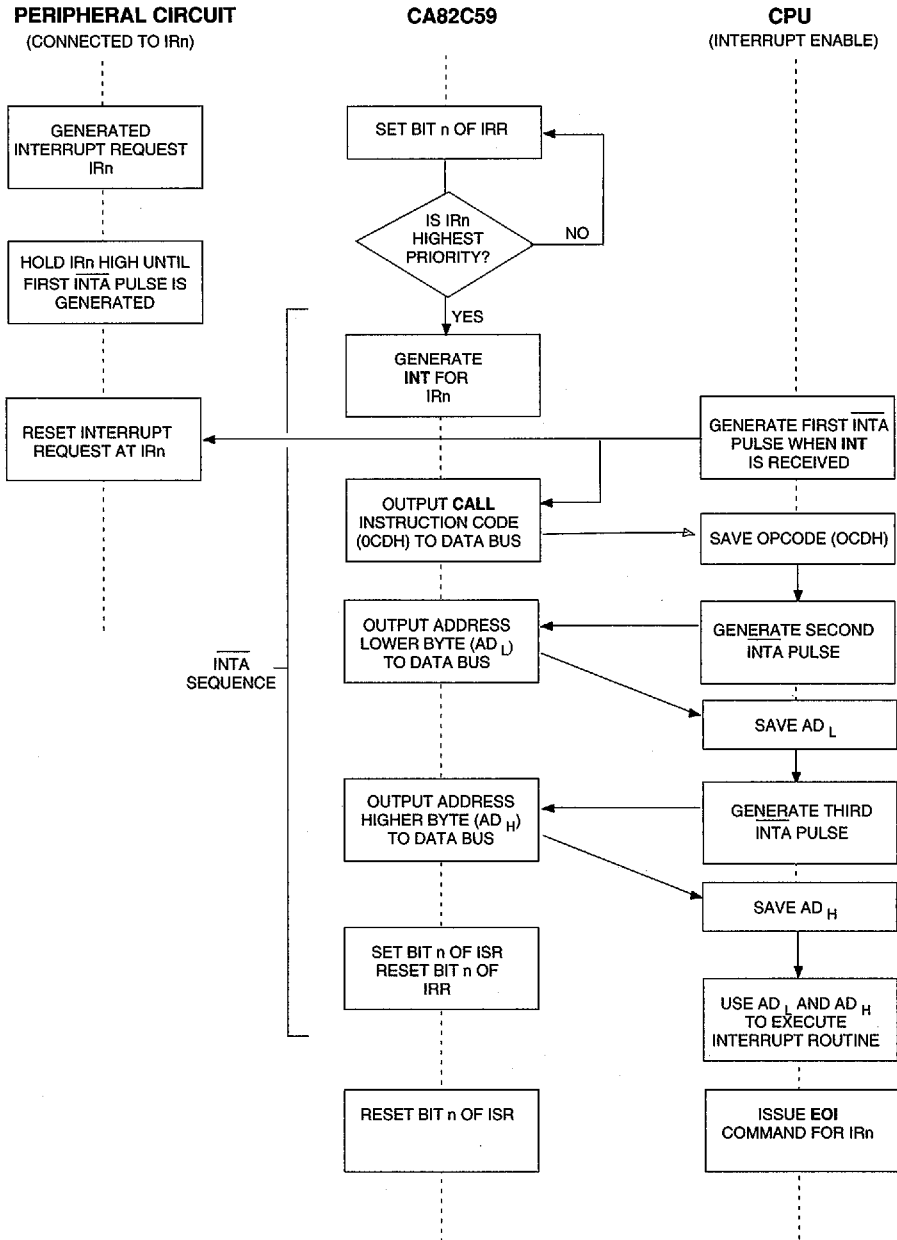 PERIPHERAL CIRCUIT
(CONNECTED TO IRn)
CA82C59
CPU
(INTERRUPT ENABLE)
GENERATED
INTERRUPT REQUEST
IRn
SET BIT n OF IRR
IS IRn
HIGHEST
PRIORITY?
NO
HOLD IRn HIGH UNTIL
FIRST INTA PULSE IS
GENERATED
YES
GENERATE
INT FOR
IRn
RESET INTERRUPT
REQUEST AT IRn
GENERATE FIRST INTA
PULSE WHEN INT
IS RECEIVED
OUTPUT CALL
INSTRUCTION CODE
(0CDH) TO DATA BUS
SAVE OPCODE (OCDH)
OUTPUT ADDRESS
LOWER BYTE (AD L)
TO DATA BUS
GENERATE SECOND
INTA PULSE
INTA
SEQUENCE
SAVE AD L
OUTPUT ADDRESS
HIGHER BYTE (AD H)
TO DATA BUS
GENERATE THIRD
INTA PULSE
SAVE AD H
SET BIT n OF ISR
RESET BIT n OF
IRR
USE AD L AND AD H
TO EXECUTE
INTERRUPT ROUTINE
RESET BIT n OF ISR
ISSUE EOI
COMMAND FOR IRn